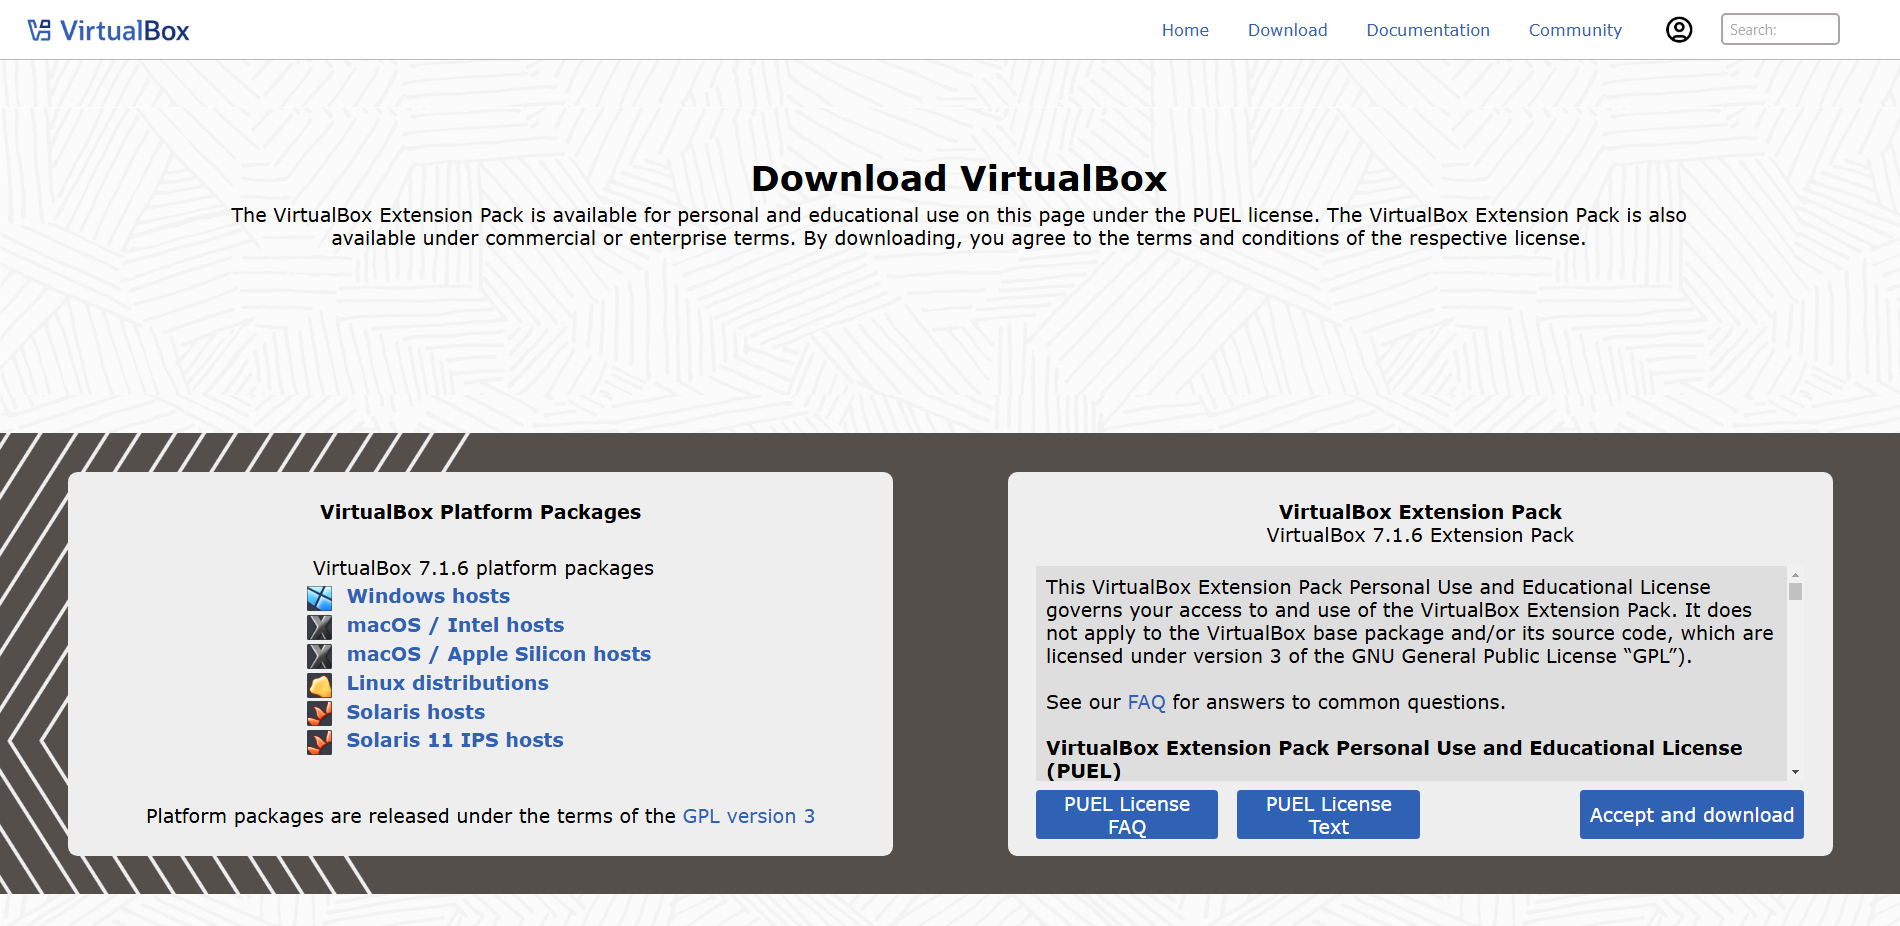 VirtualBox
Home
Download
Documentation
Community
Search:
Download VirtualBox
The VirtualBox Extension Pack is available for personal and educational use on this page under the PUEL license. The VirtualBox Extension Pack is also
available under commercial or enterprise terms. By downloading, you agree to the terms and conditions of the respective license.
VirtualBox Platform Packages
VirtualBox 7.1.6 platform packages
Windows hosts
macOS / Intel hosts
macOS / Apple Silicon hosts
Linux distributions
Solaris hosts
Solaris 11 IPS hosts
Platform packages are released under the terms of the GPL version 3
VirtualBox Extension Pack
VirtualBox 7.1.6 Extension Pack
This VirtualBox Extension Pack Personal Use and Educational License
governs your access to and use of the VirtualBox Extension Pack. It does
not apply to the VirtualBox base package and/or its source code, which are
licensed under version 3 of the GNU General Public License “GPL”).
See our FAQ for answers to common questions.
VirtualBox Extension Pack Personal Use and Educational License
(PUEL)
PUEL License
FAQ
PUEL License
Text
Accept and download